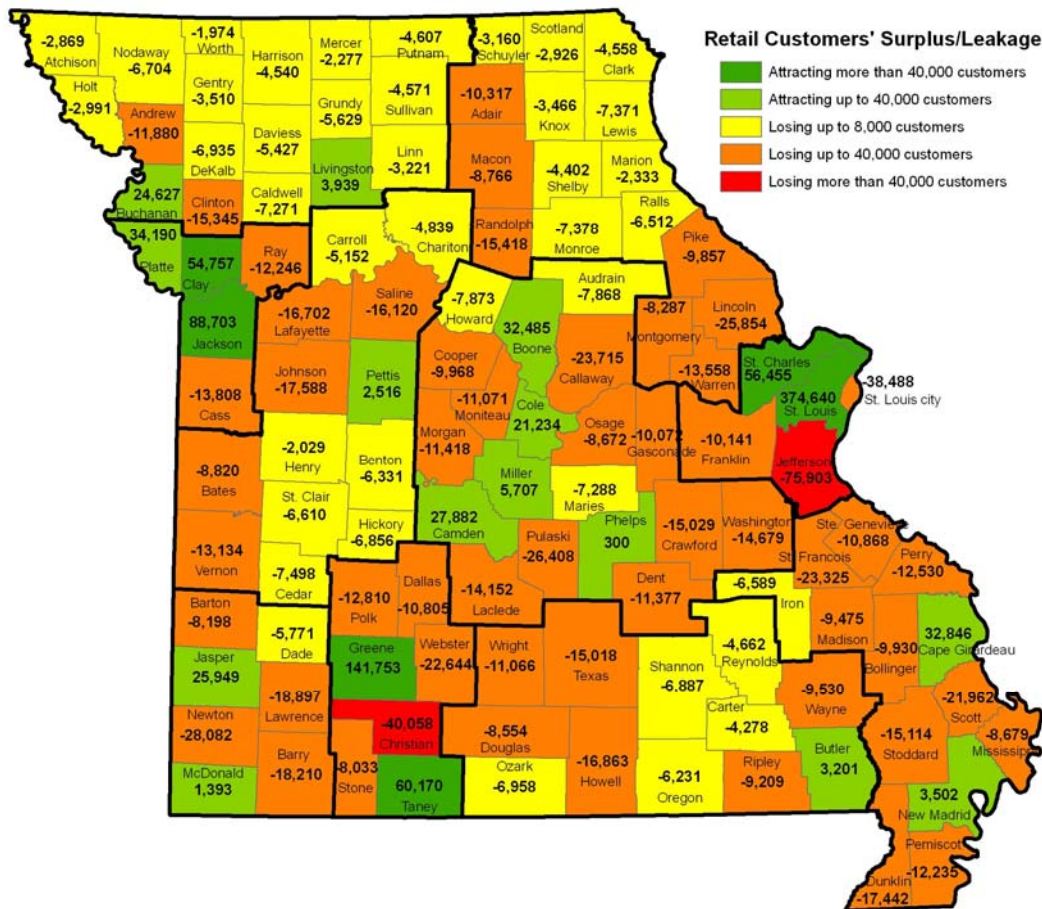 Retail Customers' Surplus/Leakage
Attracting more than 40,000 customers
Attracting up to 40,000 customers
Losing up to 8,000 customers
Losing up to 40,000 customers
Losing more than 40,000 customers
-2,869
Atchison
Nodaway
-6,704
-1,974
Worth
Harrison
-4,540
Mercer
-2,277
-4,607
Putnam
-3,160
Schuyler
Scotland
-2,926
-4,558
Clark
Holt
-2,991
Andrew
-11,880
Gentry
-3,510
Grundy
-5,629
-4,571
Sullivan
-10,317
Adair
-3,466
Knox
-7,371
Lewis
-6,935
DeKalb
Daviess
-5,427
Livingston
3,939
Linn
-3,221
Macon
-8,766
-4,402
Shelby
Marion
-2,333
24,627
Buchanan
Clinton
-15,345
Caldwell
-7,271
Carroll
-5,152
-4,839
Chariton
Randolph
-15,418
-7,378
Monroe
Ralls
-6,512
34,190
Platte
54,757
Clay
Ray
-12,246
Pike
-9,857
Audrain
-7,868
Saline
-16,120
-7,873
Howard
32,485
Boone
-8,287
Montgomery
Lincoln
-25,854
88,703
Jackson
-16,702
Lafayette
Cooper
-9,968
-23,715
Callaway
-13,558
Warren
St. Charles
56,455
374,640
St. Louis
-38,488
St. Louis city
-13,808
Cass
Johnson
-17,588
Pettis
2,516
-11,071
Moniteau
Cole
21,234
Osage
-8,672
-10,072
Gasconade
-10,141
Franklin
Jefferson
-75,903
Morgan
-11,418
-8,820
Bates
-2,029
Henry
Benton
-6,331
Miller
5,707
-7,288
Maries
St. Clair
-6,610
Hickory
-6,856
27,882
Camden
Pulaski
-26,408
Phelps
300
-15,029
Crawford
Washington
-14,679
Ste. Genevieve
-10,868
St. Francois
-23,325
Perry
-12,530
-13,134
Vernon
-7,498
Cedar
-12,810
Polk
Dallas
-10,805
-14,152
Laclede
Dent
-11,377
-6,589
Iron
-9,475
Madison
-9,930
Bollinger
32,846
Cape Girardeau
Barton
-8,198
-5,771
Dade
Greene
141,753
Webster
-22,644
Wright
-11,066
-15,018
Texas
Shannon
-6,887
-4,662
Reynolds
-9,530
Wayne
-21,962
Scott
-8,679
Mississippi
Jasper
25,949
-18,897
Lawrence
-40,058
Christian
-8,554
Douglas
Carter
-4,278
-15,114
Stoddard
Newton
-28,082
Barry
-18,210
-8,033
Stone
60,170
Taney
Ozark
-6,958
-16,863
Howell
-6,231
Oregon
Ripley
-9,209
Butler
3,201
3,502
New Madrid
McDonald
1,393
Pemiscot
-12,235
Dunklin
-17,442